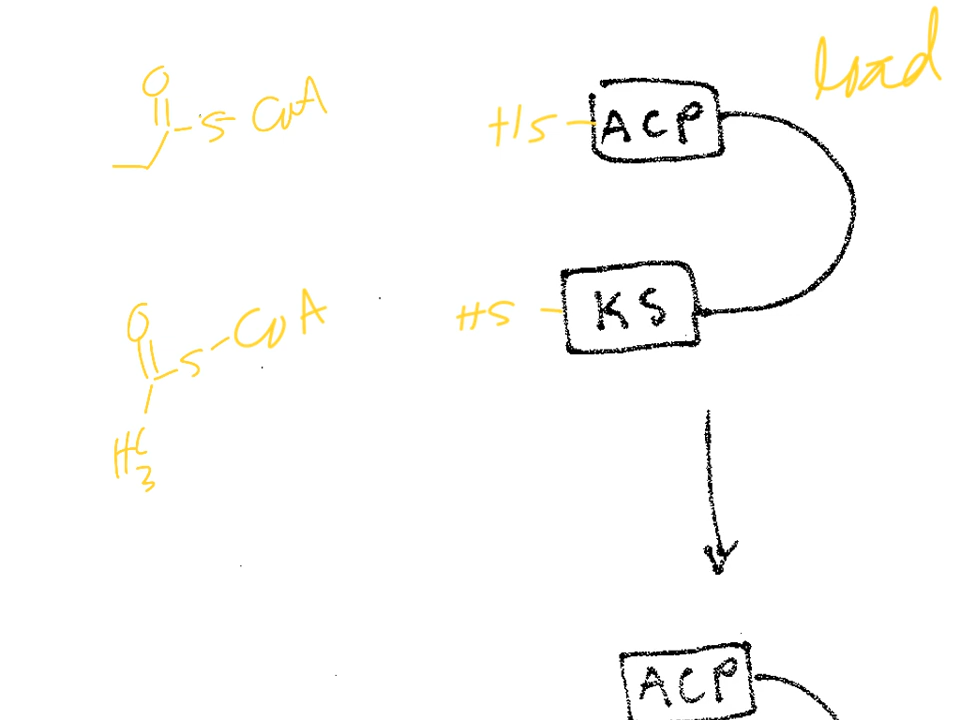 load
O
S-CoA
HS-ACP
O
S-CoA
HS-KS
H3C
ACP